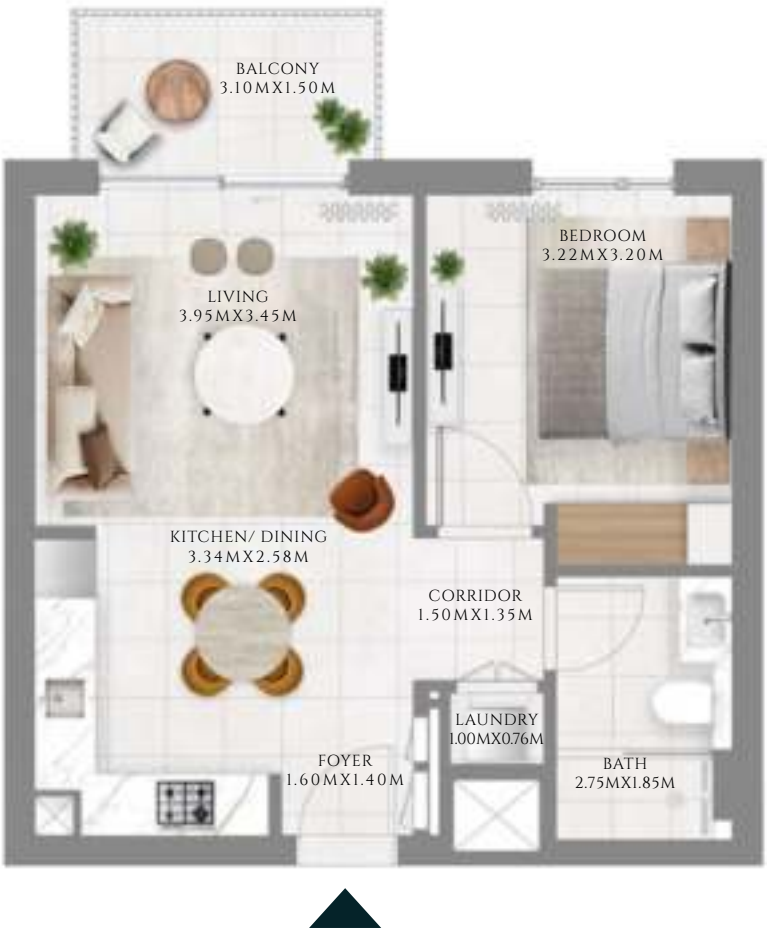 BALCONY
3.10MX1.50M
BEDROOM
3.22MX3.20M
LIVING
3.95MX3.45M
KITCHEN/ DINING
3.34MX2.58M
CORRIDOR
1.50MX1.35M
LAUNDRY
1.00MX0.76M
FOYER
1.60MX1.40M
BATH
2.75MX1.85M